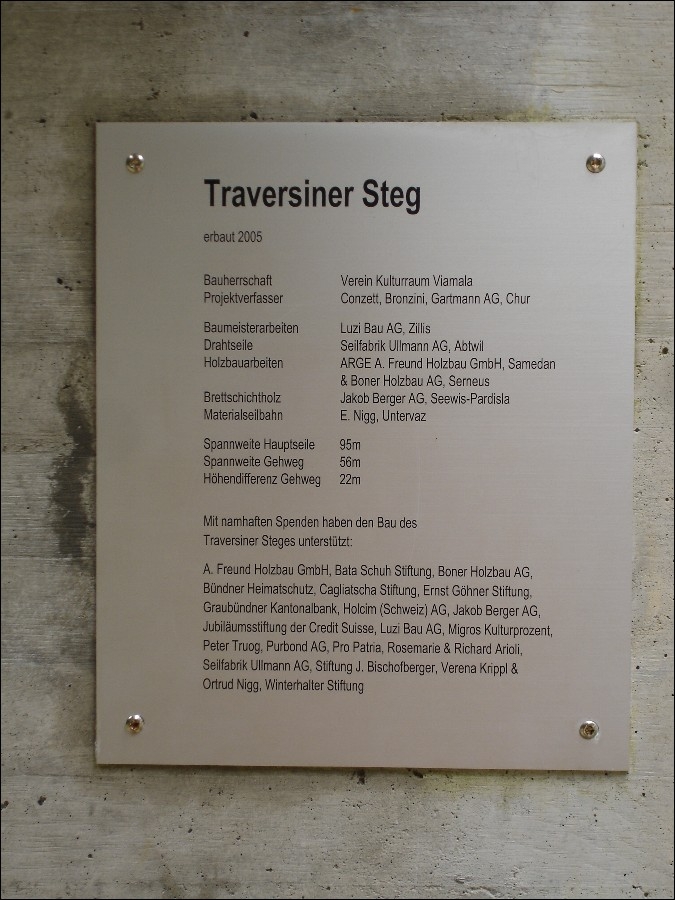 Traversiner Steg
erbaut 2005
Bauherrschaft Verein Kulturraum Viamala
Projektverfasser Conzett, Bronzini, Gartmann AG, Chur
Baumeisterarbeiten Luzi Bau AG, Zillis
Drahtseile Seilfabrik Ullmann AG, Abtwil
Holzbauarbeiten ARGE A. Freund Holzbau GmbH, Samedan
& Boner Holzbau AG, Serneus
Brettschichtholz Jakob Berger AG, Seewis-Pardisla
Materialseilbahn E. Nigg, Untervaz
Spannweite Hauptseile 95m
Spannweite Gehweg 56m
Höhendifferenz Gehweg 22m
Mit namhaften Spenden haben den Bau des
Traversiner Steges unterstützt:
A. Freund Holzbau GmbH, Bata Schuh Stiftung, Boner Holzbau AG,
Bündner Heimatschutz, Cagliatscha Stiftung, Ernst Göhner Stiftung,
Graubündner Kantonalbank, Holcim (Schweiz) AG, Jakob Berger AG,
Jubiläumsstiftung der Credit Suisse, Luzi Bau AG, Migros Kulturprozent,
Peter Truog, Purbond AG, Pro Patria, Rosemarie & Richard Arioli,
Seilfabrik Ullmann AG, Stiftung J. Bischofberger, Verena Krippl &
Ortrud Nigg, Winterhalter Stiftung